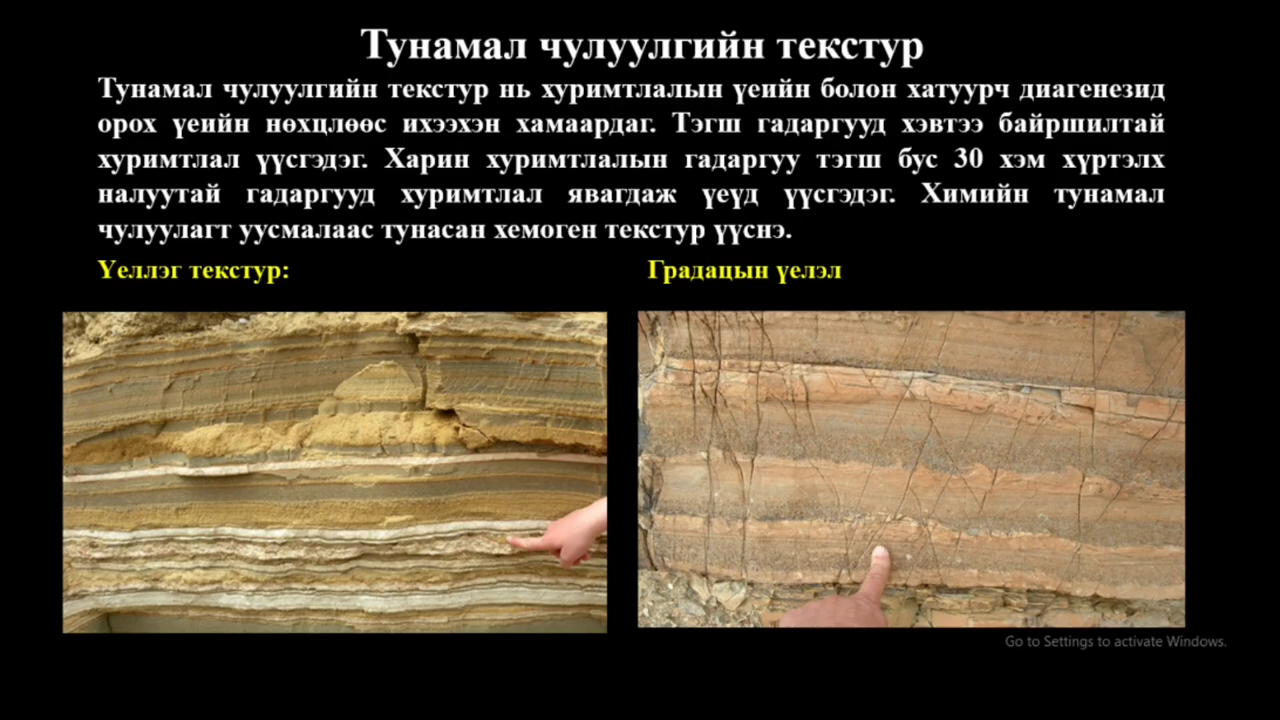 Тунамал чулуулгийн текстур
Тунамал чулуулгийн текстур нь хуримтлалын үеийн болон хатуурч диагенезид
орох үеийн нөхцлөөс ихээхэн хамаардаг. Тэгш гадаргууд хэвтээ байршилтай
хуримтлал үүсгэдэг. Харин хуримтлалын гадаргуу тэгш бус 30 хэм хүртэлх
налуутай гадаргууд хуримтлал явагдаж үеүд үүсгэдэг. Химийн тунамал
чулуулагт уусмалаас тунасан хемоген текстур үүснэ.
Үеллэг текстур:
Градацын үелэл
Go to Settings to activate Windows.